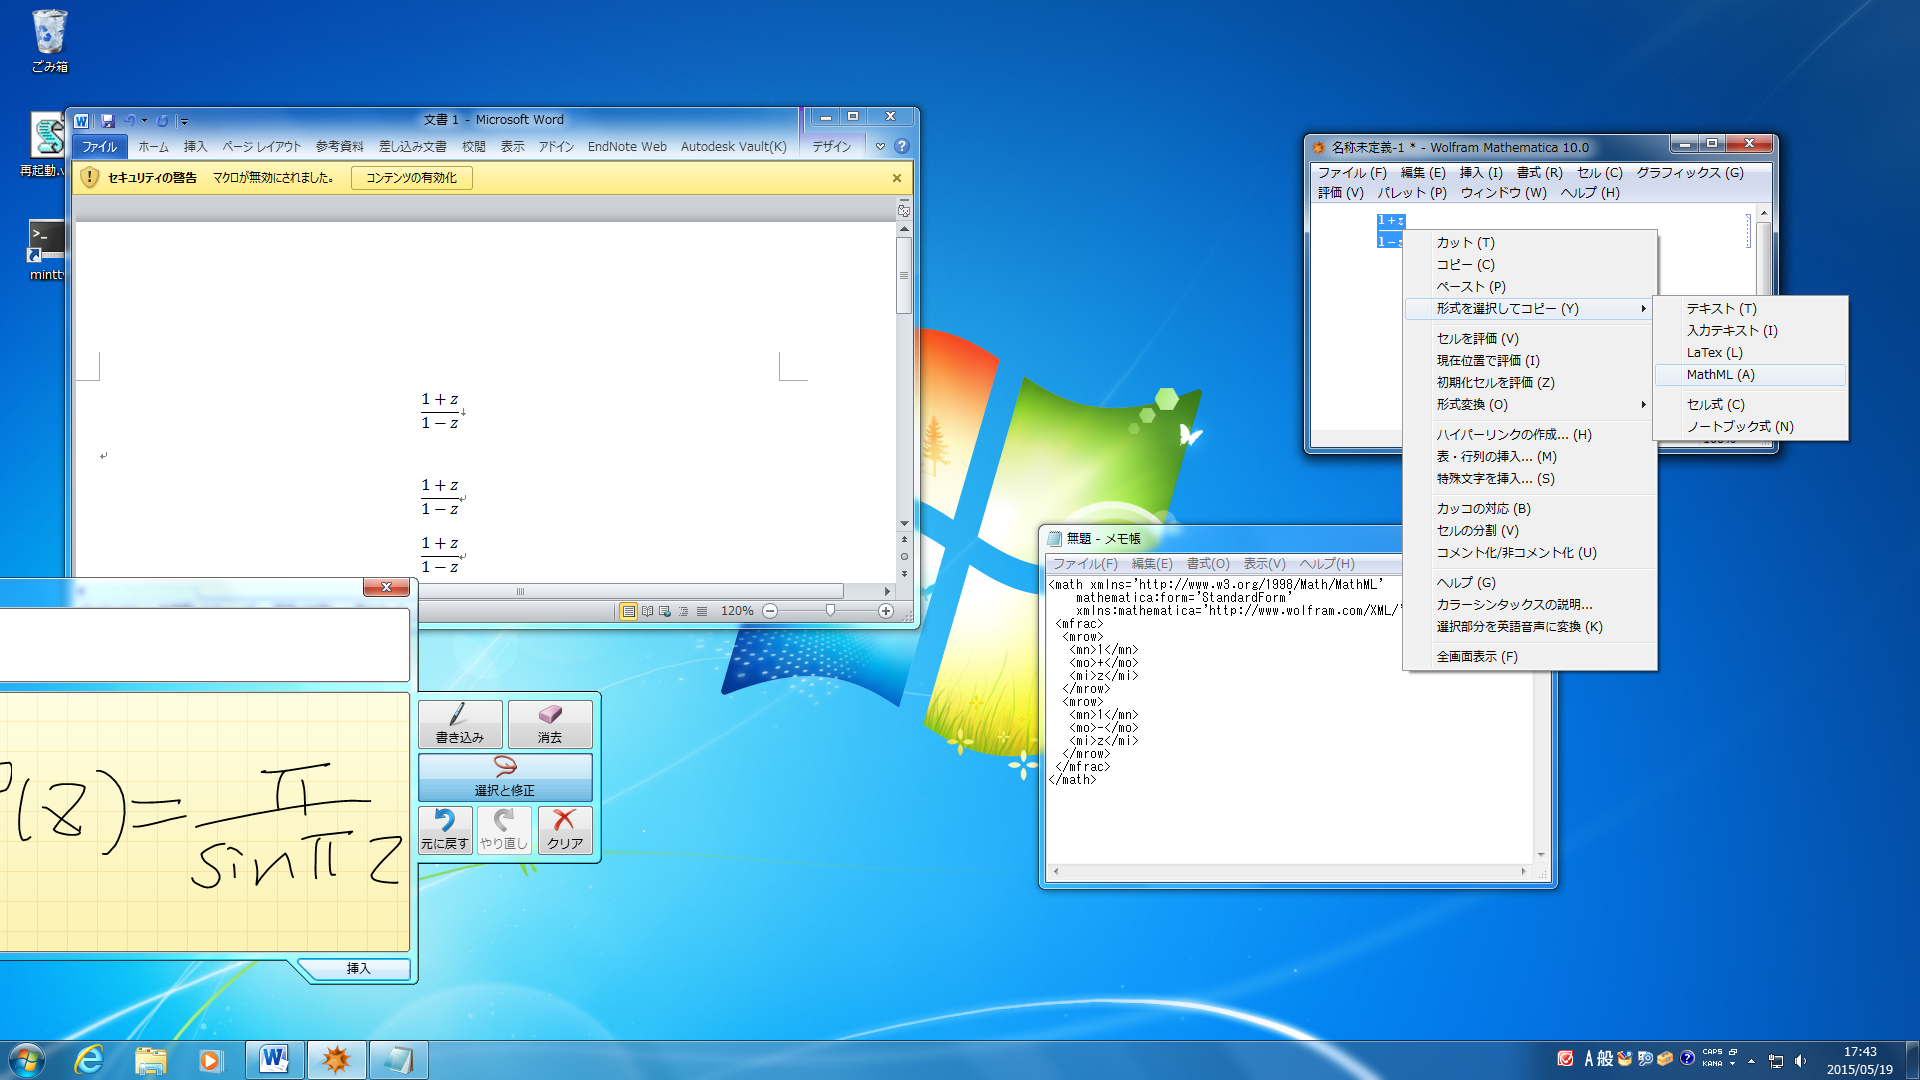 ごみ箱
再起動.v
mintt
文書 1 - Microsoft Word
ファイル ホーム 挿入 ページ レイアウト 参考資料 差し込み文書 校閲 表示 アドイン EndNote Web Autodesk Vault(K) デザイン
セキュリティの警告 マクロが無効にされました。 コンテンツの有効化
1 + z
1 − z
1 + z
1 − z
1 + z
1 − z
120%
(z)=π
sinπz
書き込み 消去
選択と修正
元に戻す やり直し クリア
挿入
名称未定義-1 * - Wolfram Mathematica 10.0
ファイル (F) 編集 (E) 挿入 (I) 書式 (R) セル (C) グラフィックス (G)
評価 (V) パレット (P) ウィンドウ (W) ヘルプ (H)
1+z
1-z
カット (T)
コピー (C)
ペースト (P)
形式を選択してコピー (Y)
セルを評価 (V)
現在位置で評価 (I)
初期化セルを評価 (Z)
形式変換 (O)
ハイパーリンクの作成... (H)
表・行列の挿入... (M)
特殊文字を挿入... (S)
カッコの対応 (B)
セルの分割 (V)
コメント化/非コメント化 (U)
ヘルプ (G)
カラーシンタックスの説明...
選択部分を英語音声に変換 (K)
全画面表示 (F)
テキスト (T)
入力テキスト (I)
LaTex (L)
MathML (A)
セル式 (C)
ノートブック式 (N)
無題 - メモ帳
ファイル(F) 編集(E) 書式(O) 表示(V) ヘルプ(H)
<math xmlns='http://www.w3.org/1998/Math/MathML'
mathematica:form='StandardForm'
xmlns:mathematica='http://www.wolfram.com/XML/'
<mfrac>
<mrow>
<mn>1</mn>
<mo>+</mo>
<mi>z</mi>
</mrow>
<mrow>
<mn>1</mn>
<mo>-</mo>
<mi>z</mi>
</mrow>
</mfrac>
</math>
A 般
CAPS
KANA
17:43
2015/05/19